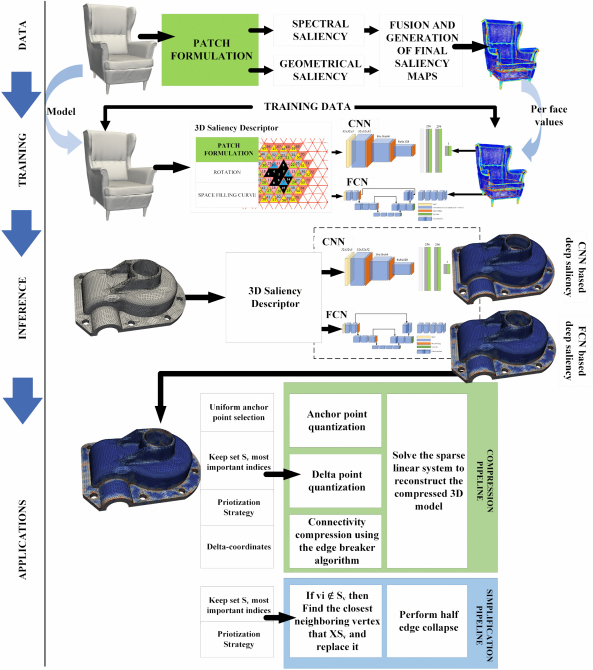 DATA
PATCH
FORMULATION
SPECTRAL
SALIENCY
GEOMETRICAL
SALIENCY
FUSION AND
GENERATION
OF FINAL
SALIENCY
MAPS
Model
TRAINING DATA
Per face
values
TRAINING
3D Saliency Descriptor
PATCH
FORMULATION
ROTATION
SPACE FILLING CURVE
CNN
FCN
INFERENCE
3D Saliency
Descriptor
CNN
FCN
CNN based
deep saliency
FCN based
deep saliency
APPLICATIONS
Uniform anchor
point selection
Keep set S, most
important indices
Priotization
Strategy
Delta-coordinates
Anchor point
quantization
Delta point
quantization
Connectivity
compression using
the edge breaker
algorithm
Solve the sparse
linear system to
reconstruct the
compressed 3D
model
COMPRESSION
PIPELINE
Keep set S, most
important indices
Priotization
Strategy
If vi ∉ S, then
Find the closest
neighboring vertex
that XS, and
replace it
Perform half
edge collapse
SIMPLIFICATION
PIPELINE